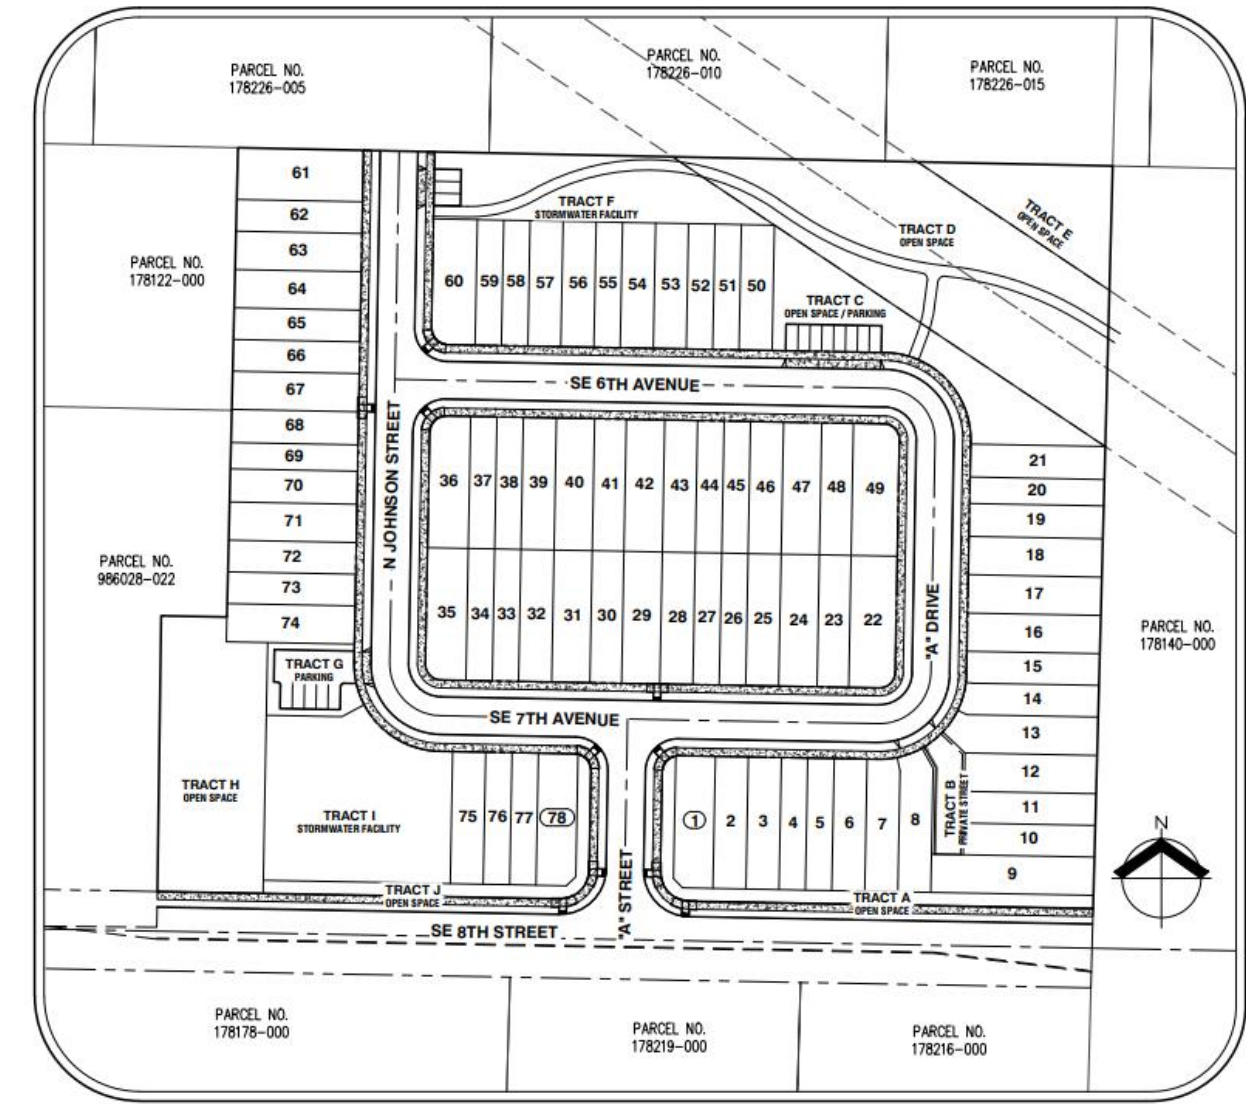 PARCEL NO.
178226-005
PARCEL NO.
178226-010
PARCEL NO.
178226-015
61
62
63
64
65
66
67
68
69
70
71
72
73
74
PARCEL NO.
178122-000
PARCEL NO.
986028-022
TRACT F
STORMWATER FACILITY
TRACT D
OPEN SPACE
TRACT E
OPEN SPACE
60 59 58 57 56 55 54 53 52 51 50
TRACT C
OPEN SPACE / PARKING
SE 6TH AVENUE
N JOHNSON STREET
36 37 38 39 40 41 42 43 44 45 46 47 48 49
35 34 33 32 31 30 29 28 27 26 25 24 23 22
"A" DRIVE
21
20
19
18
17
16
15
14
13
12
11
10
9
PARCEL NO.
178140-000
TRACT G
PARKING
SE 7TH AVENUE
TRACT H
OPEN SPACE
TRACT I
STORMWATER FACILITY
75 76 77 78
1 2 3 4 5 6 7 8
TRACT B
PRIVATE STREET
N
TRACT J
OPEN SPACE
"A" STREET
TRACT A
OPEN SPACE
SE 8TH STREET
PARCEL NO.
178178-000
PARCEL NO.
178219-000
PARCEL NO.
178216-000